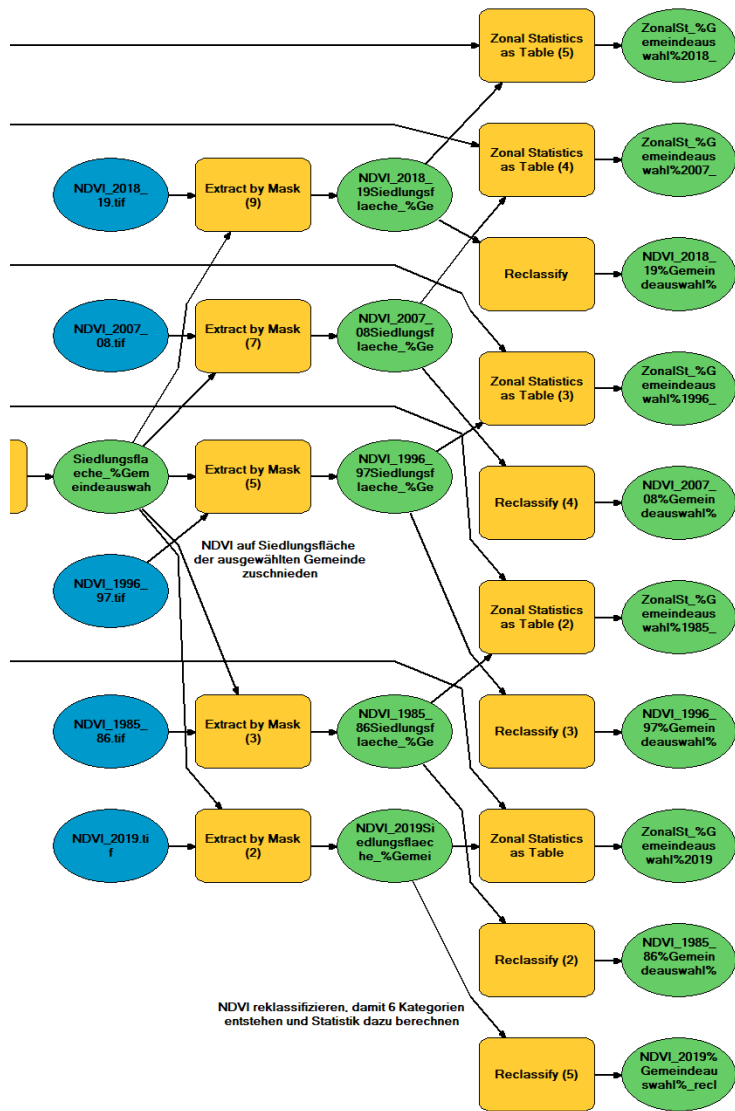 Zonal Statistics
as Table (5)
ZonalSt_%G
emeindeaus
wahl%2018_
Zonal Statistics
as Table (4)
ZonalSt_%G
emeindeaus
wahl%2007_
NDVI_2018_
19.tif
Extract by Mask
(9)
NDVI_2018_
19Siedlungsf
laeche_%Ge
Reclassify
NDVI_2018_
19%Gemein
deauswahl%
NDVI_2007_
08.tif
Extract by Mask
(7)
NDVI_2007_
08Siedlungsf
laeche_%Ge
Zonal Statistics
as Table (3)
ZonalSt_%G
emeindeaus
wahl%1996_
Siedlungsfla
eche_%Gem
eindeauswah
Extract by Mask
(5)
NDVI_1996_
97Siedlungsf
laeche_%Ge
Reclassify (4)
NDVI_2007_
08%Gemein
deauswahl%
NDVI auf Siedlungsfläche
der ausgewählten Gemeinde
zuschnieden
NDVI_1996_
97.tif
Zonal Statistics
as Table (2)
ZonalSt_%G
emeindeaus
wahl%1985_
NDVI_1985_
86.tif
Extract by Mask
(3)
NDVI_1985_
86Siedlungsf
laeche_%Ge
Reclassify (3)
NDVI_1996_
97%Gemein
deauswahl%
NDVI_2019.ti
f
Extract by Mask
(2)
NDVI_2019Si
edlungsflaec
he_%Gemei
Zonal Statistics
as Table
ZonalSt_%G
emeindeaus
wahl%2019
Reclassify (2)
NDVI_1985_
86%Gemein
deauswahl%
NDVI reklassifizieren, damit 6 Kategorien
entstehen und Statistik dazu berechnen
Reclassify (5)
NDVI_2019%
Gemeindeau
swahl%_recl